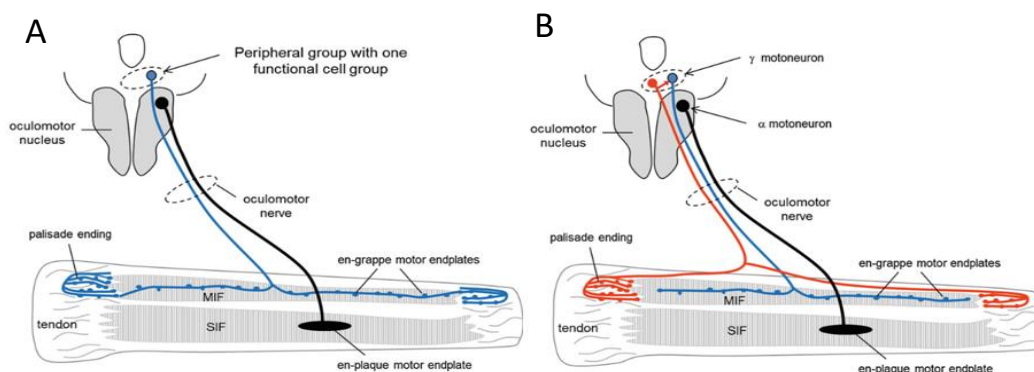 A
Peripheral group with one
functional cell group
oculomotor
nucleus
oculomotor
nerve
palisade ending
en-grappe motor endplates
MIF
tendon
SIF
en-plaque motor endplate
B
γ motoneuron
α motoneuron
oculomotor
nucleus
oculomotor
nerve
palisade
ending
en-grappe motor endplates
MIF
tendon
SIF
en-plaque motor endplate